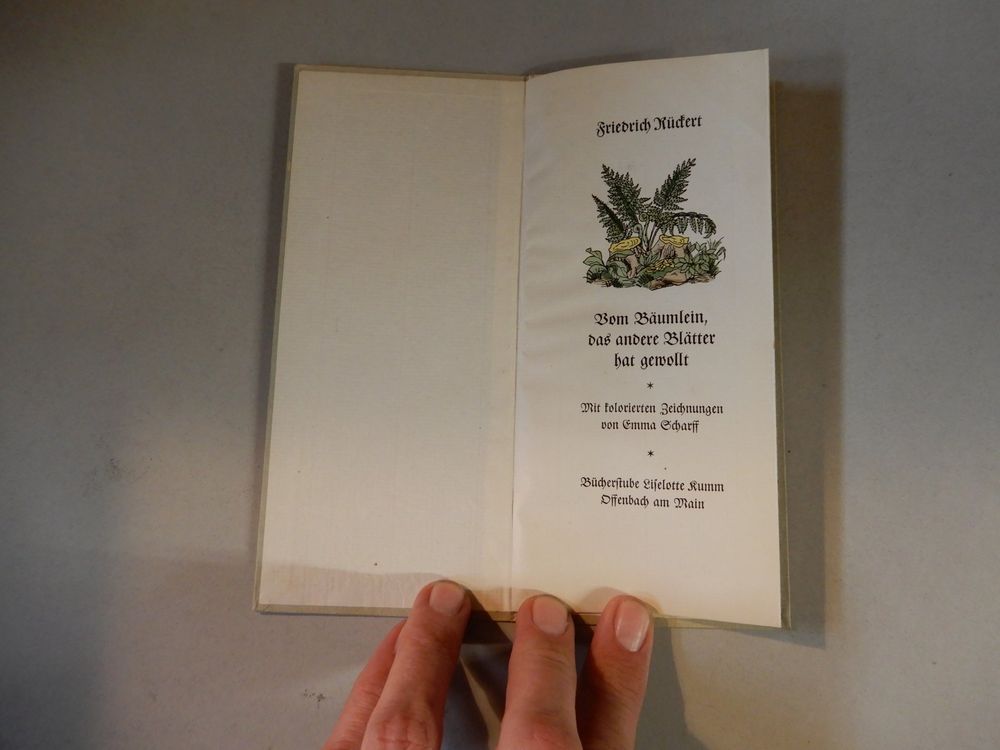 Friedrich Rückert
Vom Bäumlein,
das andere Blätter
hat gewollt
*
Mit kolorierten Zeichnungen
von Emma Scharff
*
Bücherstube Liselotte Kumm
Offenbach am Main